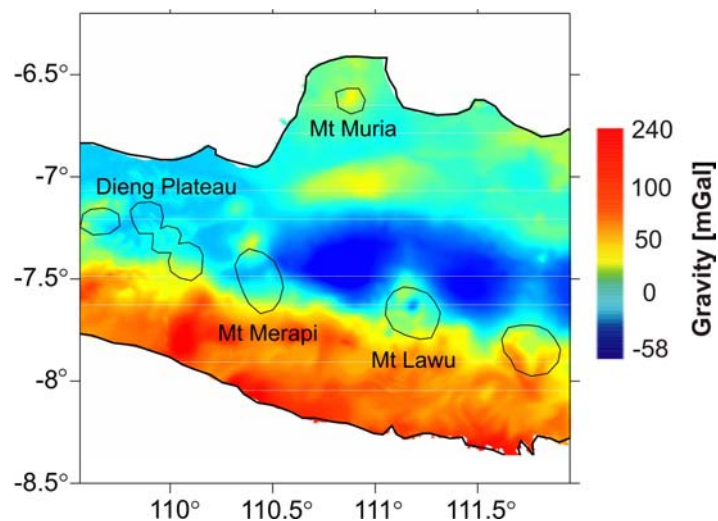 -6.5°
-7°
-7.5°
-8°
-8.5°
110°
110.5°
111°
111.5°
Mt Muria
Dieng Plateau
Mt Merapi
Mt Lawu
240
100
50
0
-58
Gravity [mGal]